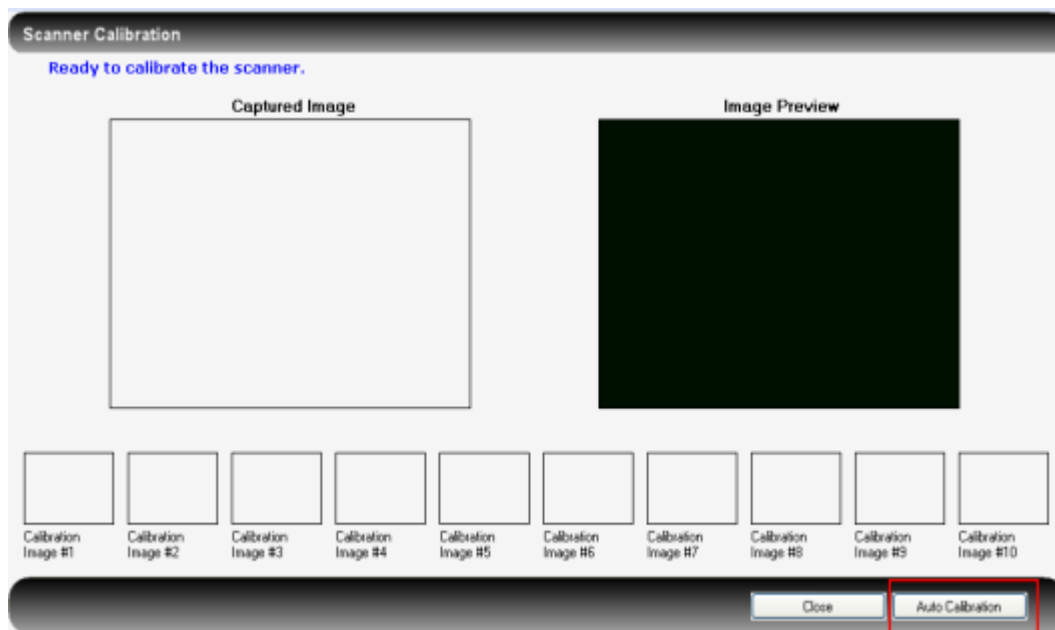 Scanner Calibration
Ready to calibrate the scanner.
Captured Image
Image Preview
Calibration
Image #1
Calibration
Image #2
Calibration
Image #3
Calibration
Image #4
Calibration
Image #5
Calibration
Image #6
Calibration
Image #7
Calibration
Image #8
Calibration
Image #9
Calibration
Image #10
Close
Auto Calibration